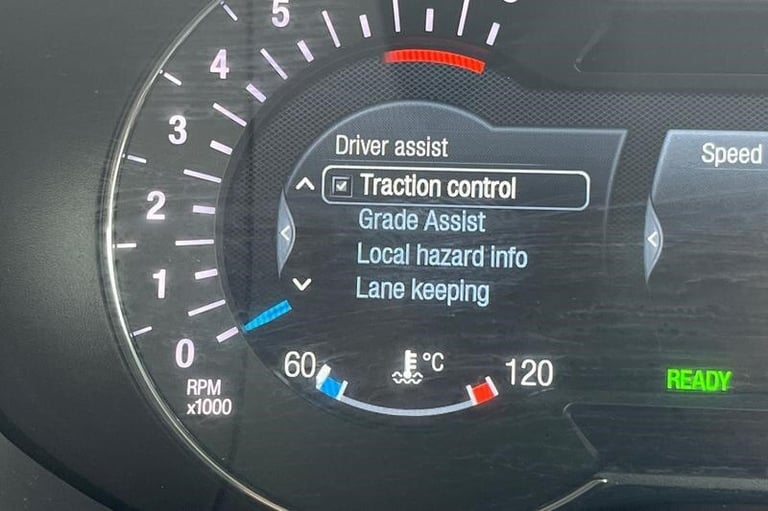 5
4
3
2
1
0
RPM
x1000
Driver assist
Traction control
Grade Assist
Local hazard info
Lane keeping
60
°C
120
Speed
READY